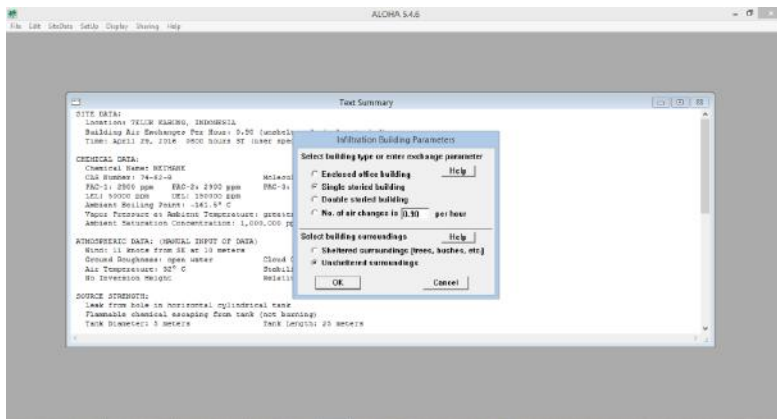 ALOHA 5.4.6
File Edit SiteData SetUp Display Sharing Help
Text Summary
SITE DATA:
Location: TELUK KABUNG, INDONESIA
Building Air Exchanges Per Hour: 0.90
Time: April 29, 2016 0800 hours ST
CHEMICAL DATA:
Chemical Name: METHANE
CAS Number: 74-82-8
PAC-1: 2900 ppm PAC-2: 2900 ppm PAC-3:
LEL: 50000 ppm UEL: 150000 ppm
Ambient Boiling Point: -161.5° C
Vapor Pressure at Ambient Temperature:
Ambient Saturation Concentration: 1,000,000
ATMOSPHERIC DATA: (MANUAL INPUT OF DATA)
Wind: 11 knots from SE at 10 meters
Ground Roughness: open water Cloud
Air Temperature: 32° C
No Inversion Height
SOURCE STRENGTH:
Leak from hole in horizontal cylindrical tank
Flammable chemical escaping from tank (not burning)
Tank Diameter: 5 meters Tank Length: 25 meters
Infiltration Building Parameters
Select building type or enter exchange parameter
Enclosed office building Help
Single storied building
Double storied building
No. of air changes is 0.90 per hour
Select building surroundings Help
Sheltered surroundings (trees, bushes, etc.)
Unsheltered surroundings
OK Cancel